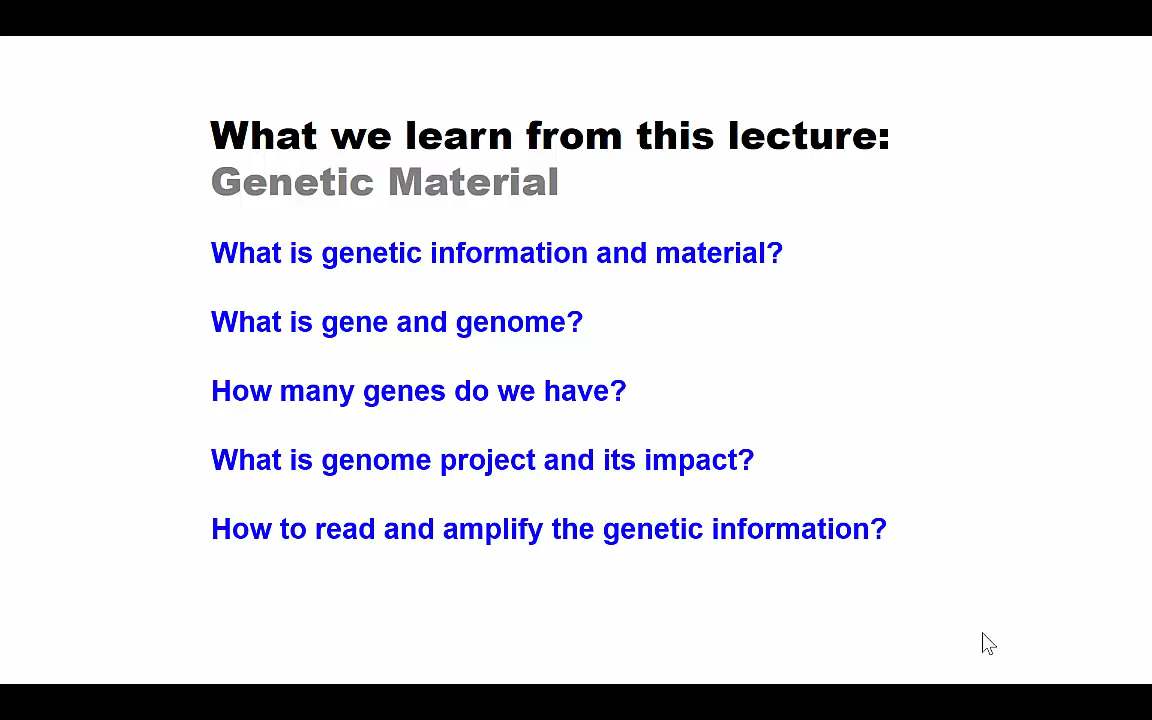 What we learn from this lecture:
Genetic Material
What is genetic information and material?
What is gene and genome?
How many genes do we have?
What is genome project and its impact?
How to read and amplify the genetic information?